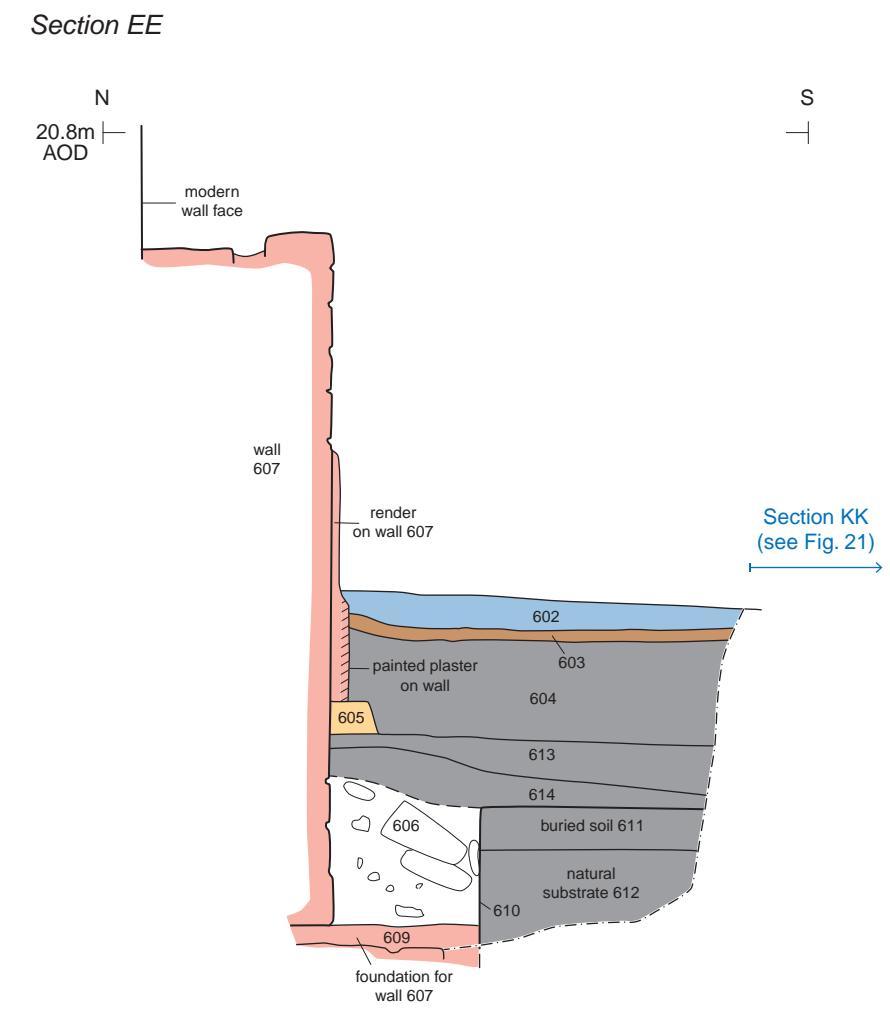 Section EE
N
S
20.8m
AOD
modern
wall face
wall
607
render
on wall 607
Section KK
(see Fig. 21)
602
603
painted plaster
on wall
604
605
613
614
606
buried soil 611
natural
substrate 612
610
609
foundation for
wall 607